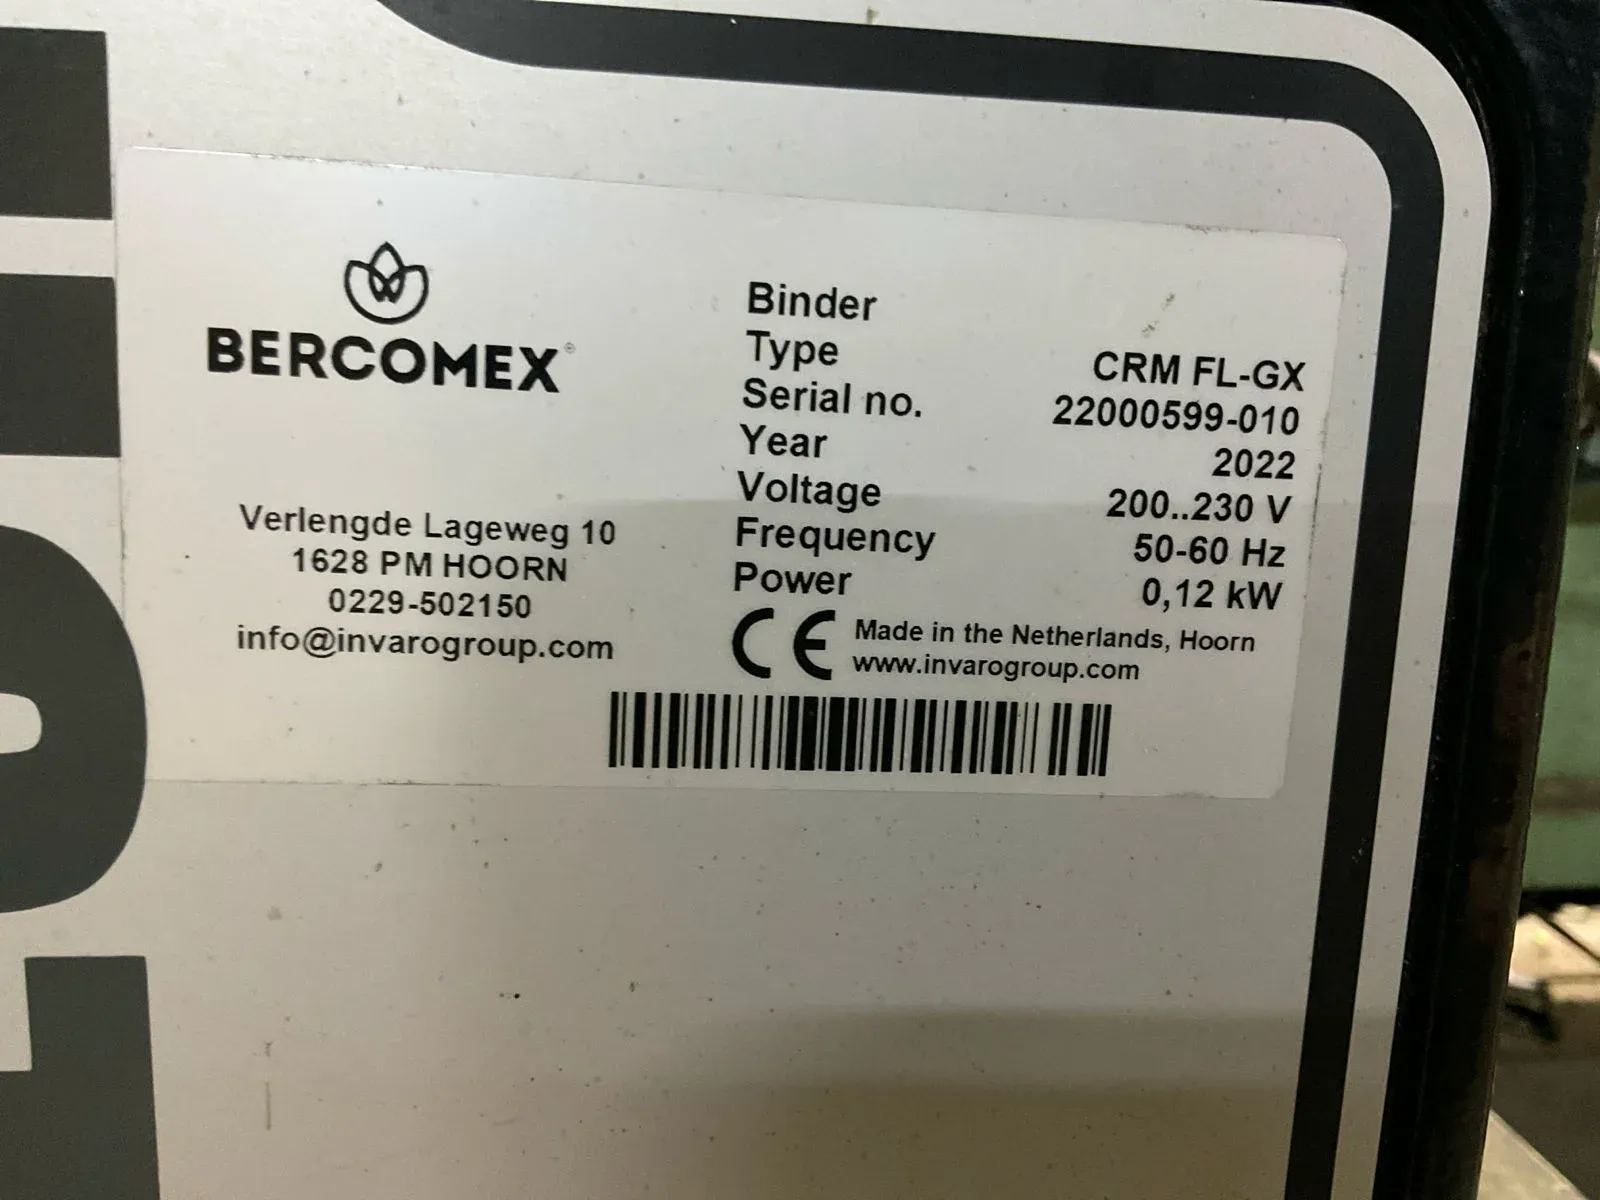 BERCOMEX®
Verlengde Lageweg 10
1628 PM HOORN
0229-502150
info@invarogroup.com
Binder
Type CRM FL-GX
Serial no. 22000599-010
Year 2022
Voltage 200..230 V
Frequency 50-60 Hz
Power 0,12 kW
CE Made in the Netherlands, Hoorn
www.invarogroup.com